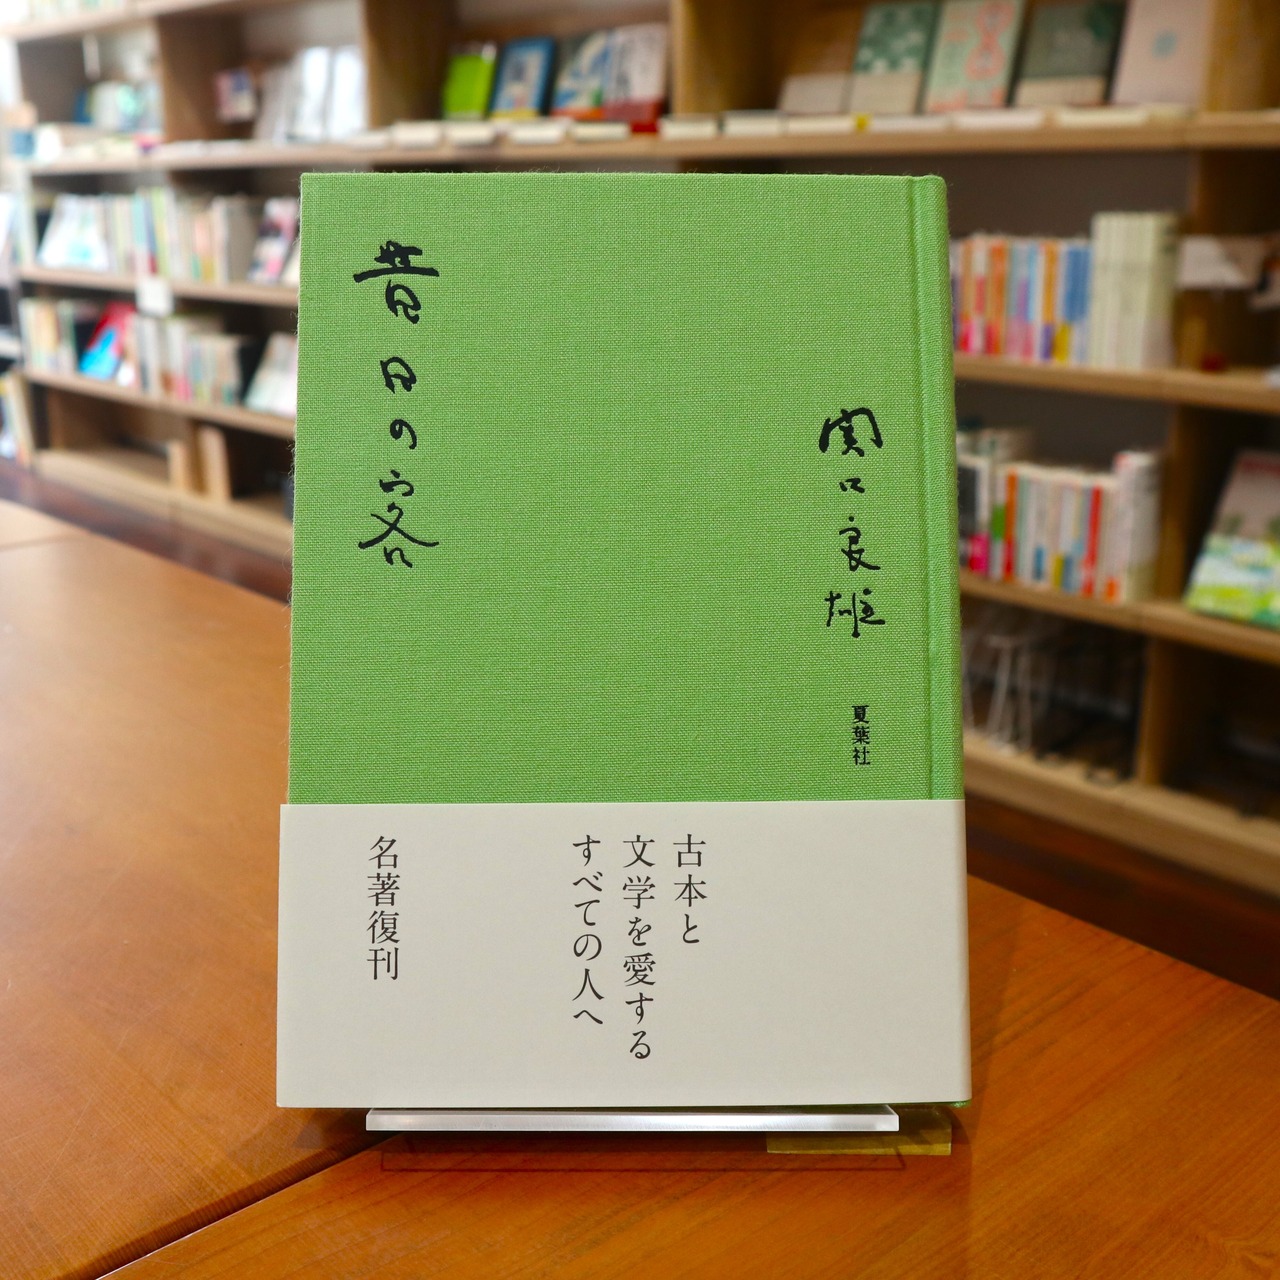 関口良雄
昔日の客
夏葉社
古本と
文学を愛する
すべての人へ
名著復刊